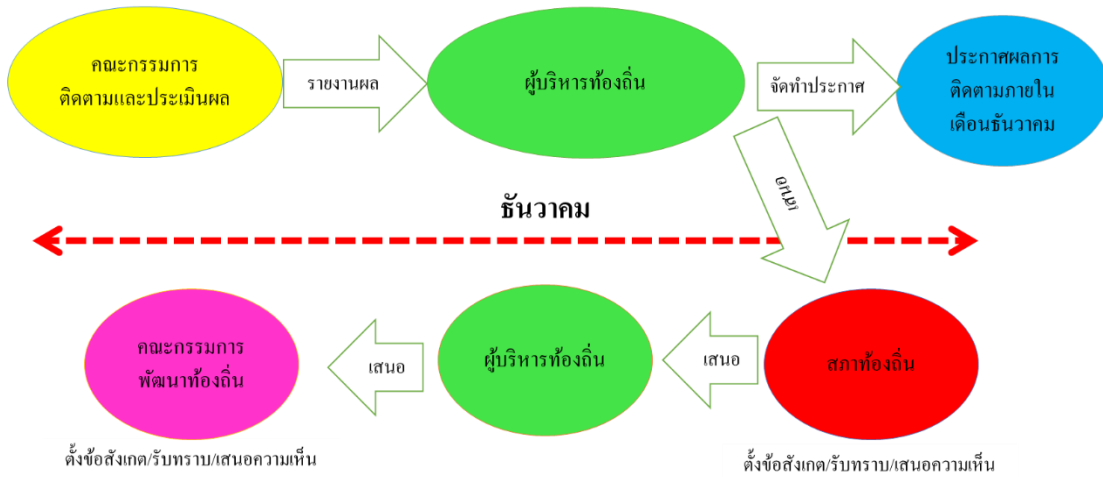 คณะกรรมการ
ติดตามและประเมินผล
รายงานผล
ผู้บริหารท้องถิ่น
จัดทำประกาศ
ประกาศผลการ
ติดตามภายใน
เดือนธันวาคม
เสนอ
ธันวาคม
คณะกรรมการ
พัฒนาท้องถิ่น
เสนอ
ผู้บริหารท้องถิ่น
เสนอ
สภาท้องถิ่น
ตั้งข้อสังเกต/รับทราบ/เสนอความเห็น
ตั้งข้อสังเกต/รับทราบ/เสนอความเห็น